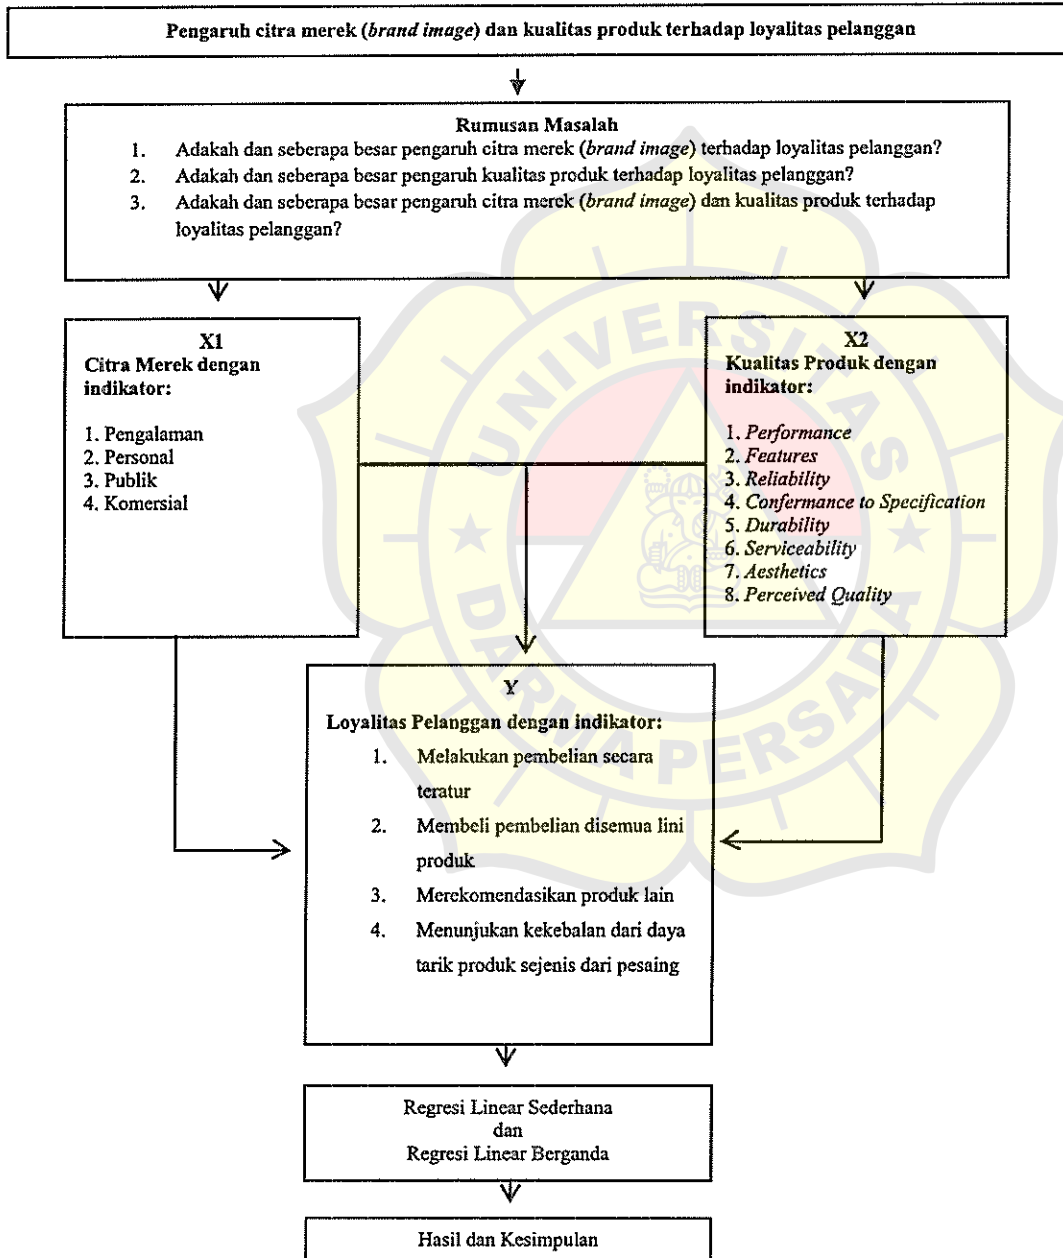 Pengaruh citra merek (brand image) dan kualitas produk terhadap loyalitas pelanggan
Rumusan Masalah
1. Adakah dan seberapa besar pengaruh citra merek (brand image) terhadap loyalitas pelanggan?
2. Adakah dan seberapa besar pengaruh kualitas produk terhadap loyalitas pelanggan?
3. Adakah dan seberapa besar pengaruh citra merek (brand image) dan kualitas produk terhadap
loyalitas pelanggan?
X1
Citra Merek dengan
indikator:
1. Pengalaman
2. Personal
3. Publik
4. Komersial
X2
Kualitas Produk dengan
indikator:
1. Performance
2. Features
3. Reliability
4. Confermance to Specification
5. Durability
6. Serviceability
7. Aesthetics
8. Perceived Quality
Y
Loyalitas Pelanggan dengan indikator:
1. Melakukan pembelian secara
teratur
2. Membeli pembelian disemua lini
produk
3. Merekomendasikan produk lain
4. Menunjukan kekebalan dari daya
tarik produk sejenis dari pesaing
Regresi Linear Sederhana
dan
Regresi Linear Berganda
Hasil dan Kesimpulan
UNIVERSITAS
DARMA PERSADA